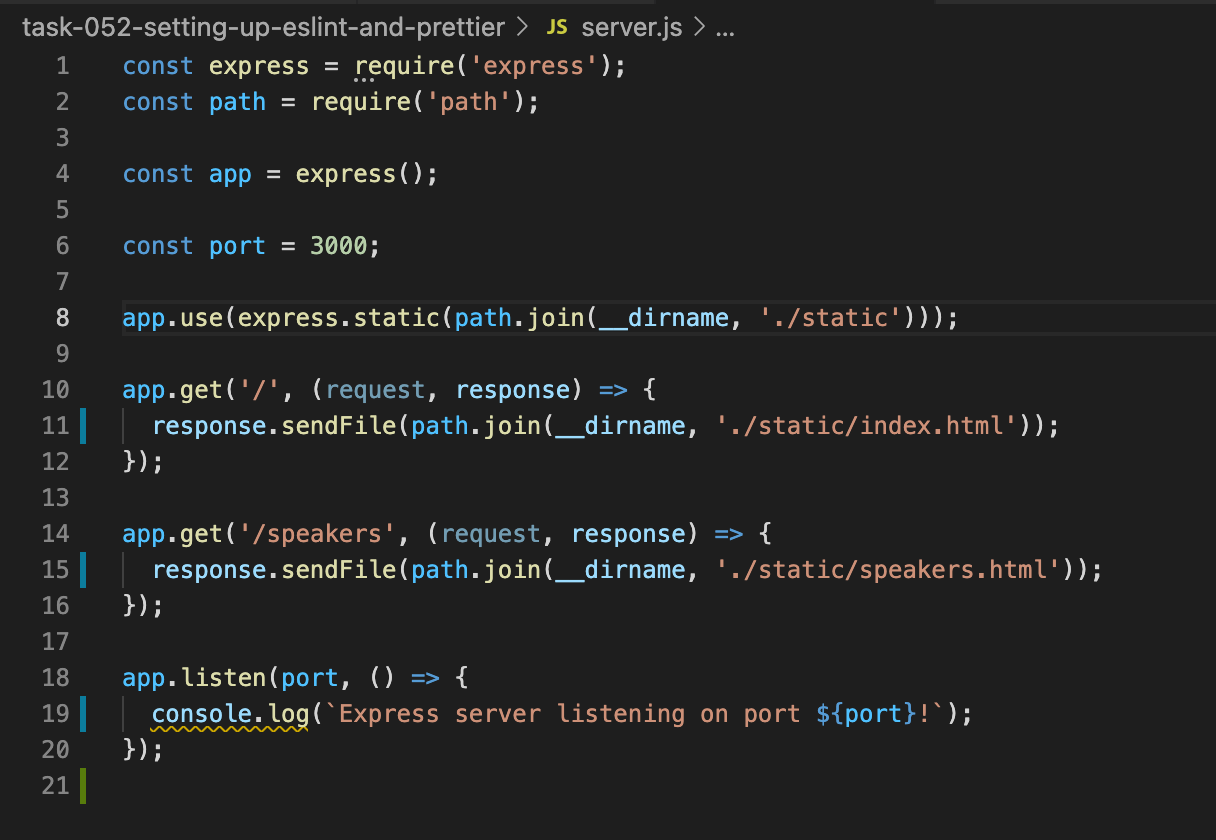 task-052-setting-up-eslint-and-prettier > JS server.js > ...
1 const express = require('express');
2 const path = require('path');
3
4 const app = express();
5
6 const port = 3000;
7
8 app.use(express.static(path.join(__dirname, './static')));
9
10 app.get('/', (request, response) => {
11   response.sendFile(path.join(__dirname, './static/index.html'));
12 });
13
14 app.get('/speakers', (request, response) => {
15   response.sendFile(path.join(__dirname, './static/speakers.html'));
16 });
17
18 app.listen(port, () => {
19   console.log(`Express server listening on port ${port}!`);
20 });
21